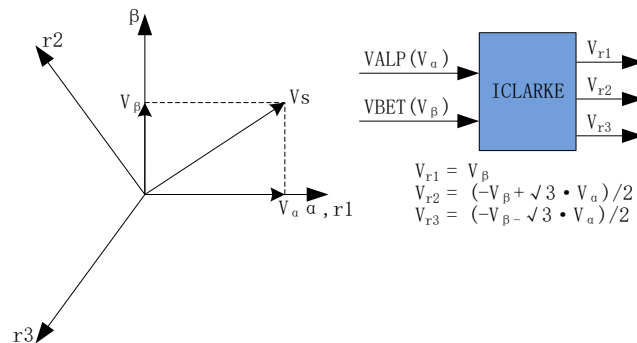 β
r2
Vβ
Vs
Vα α,r1
r3
VALP(Vα)
VBET(Vβ)
ICLARKE
Vr1
Vr2
Vr3
Vr1 = Vβ
Vr2 = (-Vβ+√3·Vα)/2
Vr3 = (-Vβ-√3·Vα)/2